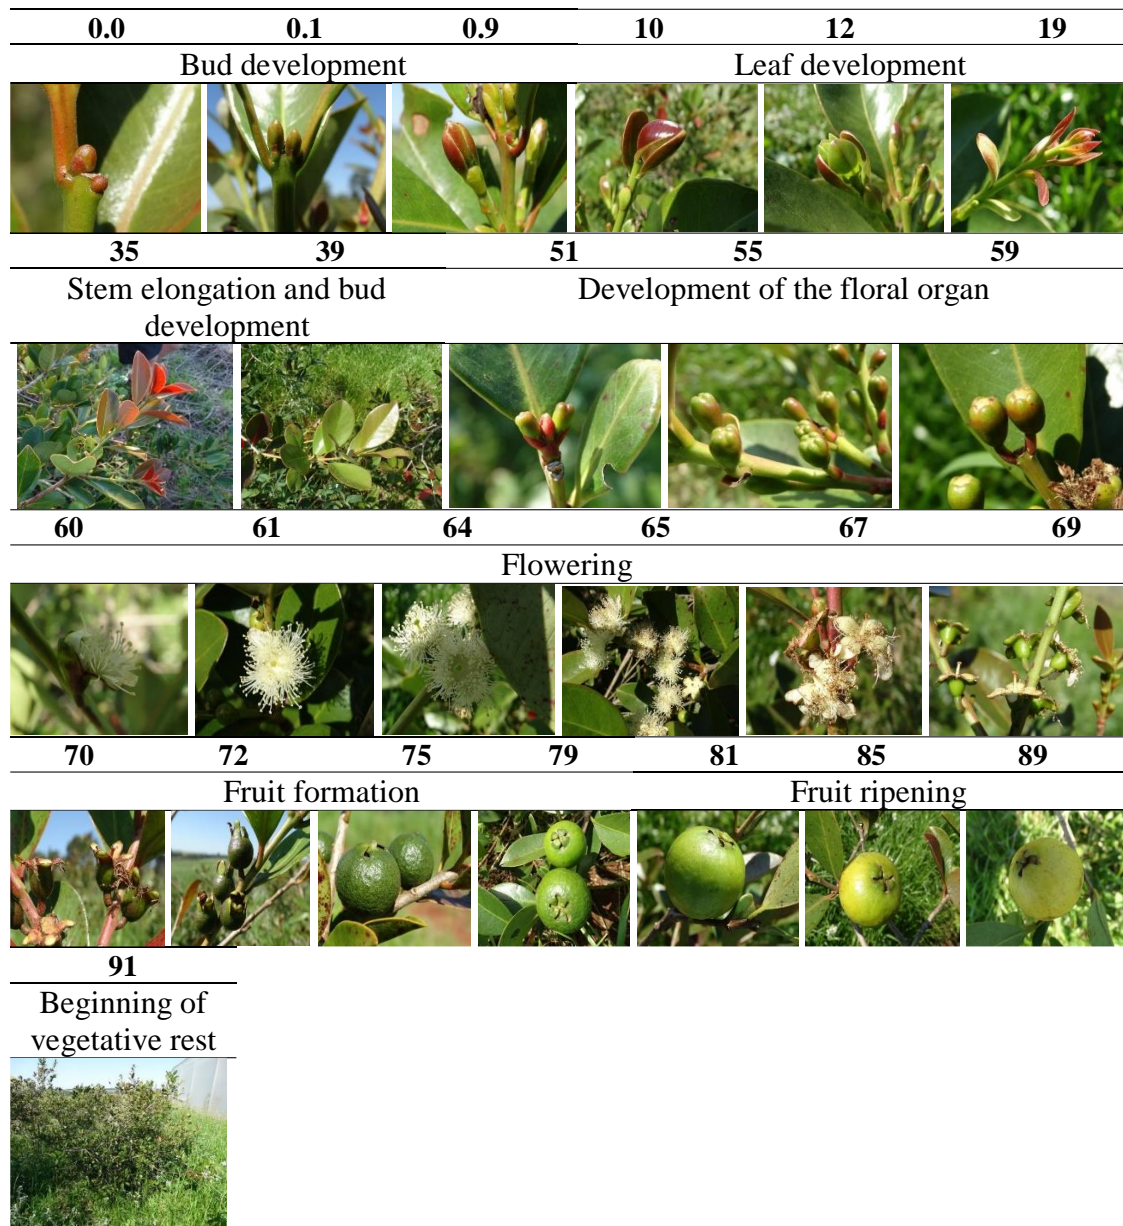 0.0 0.1 0.9 10 12 19
Bud development Leaf development
35 39 51 55 59
Stem elongation and bud Development of the floral organ
development
60 61 64 65 67 69
Flowering
70 72 75 79 81 85 89
Fruit formation Fruit ripening
91
Beginning of
vegetative rest